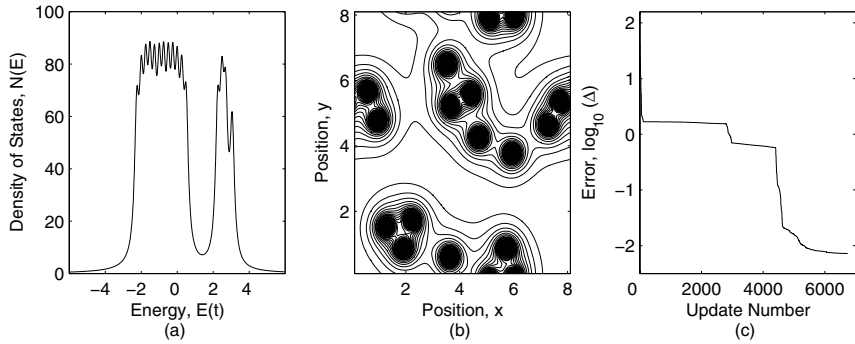 Density of States, N(E)
100
80
60
40
20
0
−4 −2 0 2 4
Energy, E(t)
(a)
Position, y
8
6
4
2
2 4 6 8
Position, x
(b)
Error, log10 (Δ)
2
1
0
−1
−2
0 2000 4000 6000
Update Number
(c)